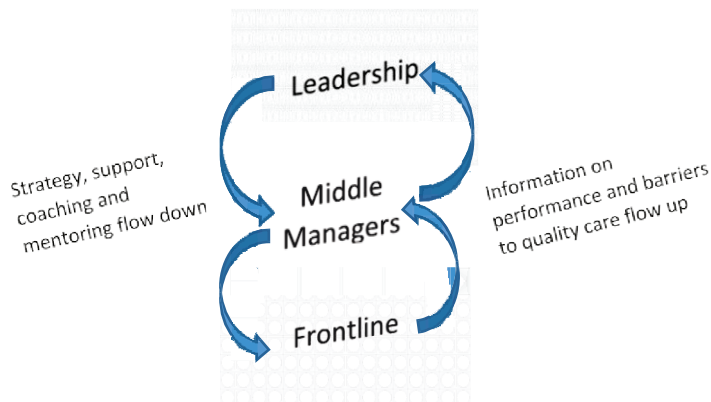 Leadership
Strategy, support,
coaching and
mentoring flow down
Middle
Managers
Information on
performance and barriers
to quality care flow up
Frontline